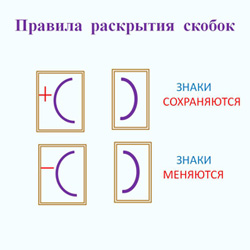 Правила раскрытия скобок
+ ( ) ЗНАКИ
СОХРАНЯЮТСЯ
− ( ) ЗНАКИ
МЕНЯЮТСЯ